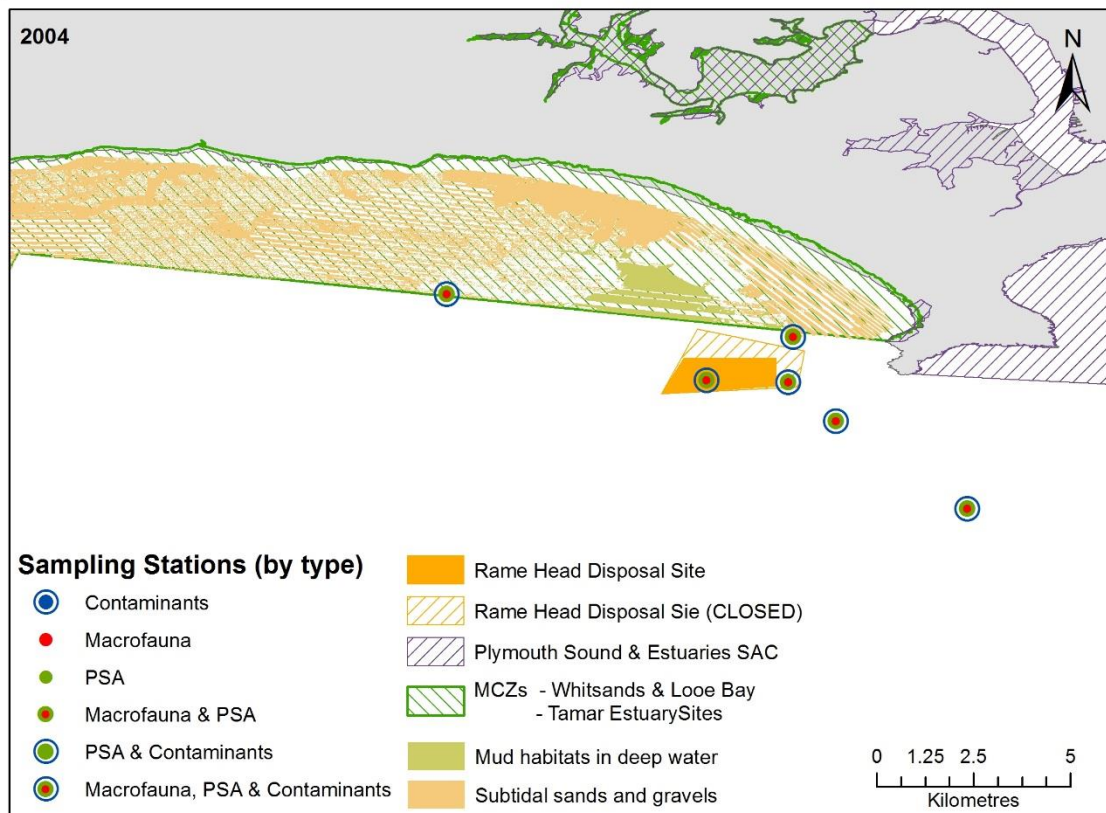 2004
N
Sampling Stations (by type)
Contaminants
Macrofauna
PSA
Macrofauna & PSA
PSA & Contaminants
Macrofauna, PSA & Contaminants
Rame Head Disposal Site
Rame Head Disposal Sie (CLOSED)
Plymouth Sound & Estuaries SAC
MCZs - Whitsands & Looe Bay
- Tamar EstuarySites
Mud habitats in deep water
Subtidal sands and gravels
0 1.25 2.5 5
Kilometres